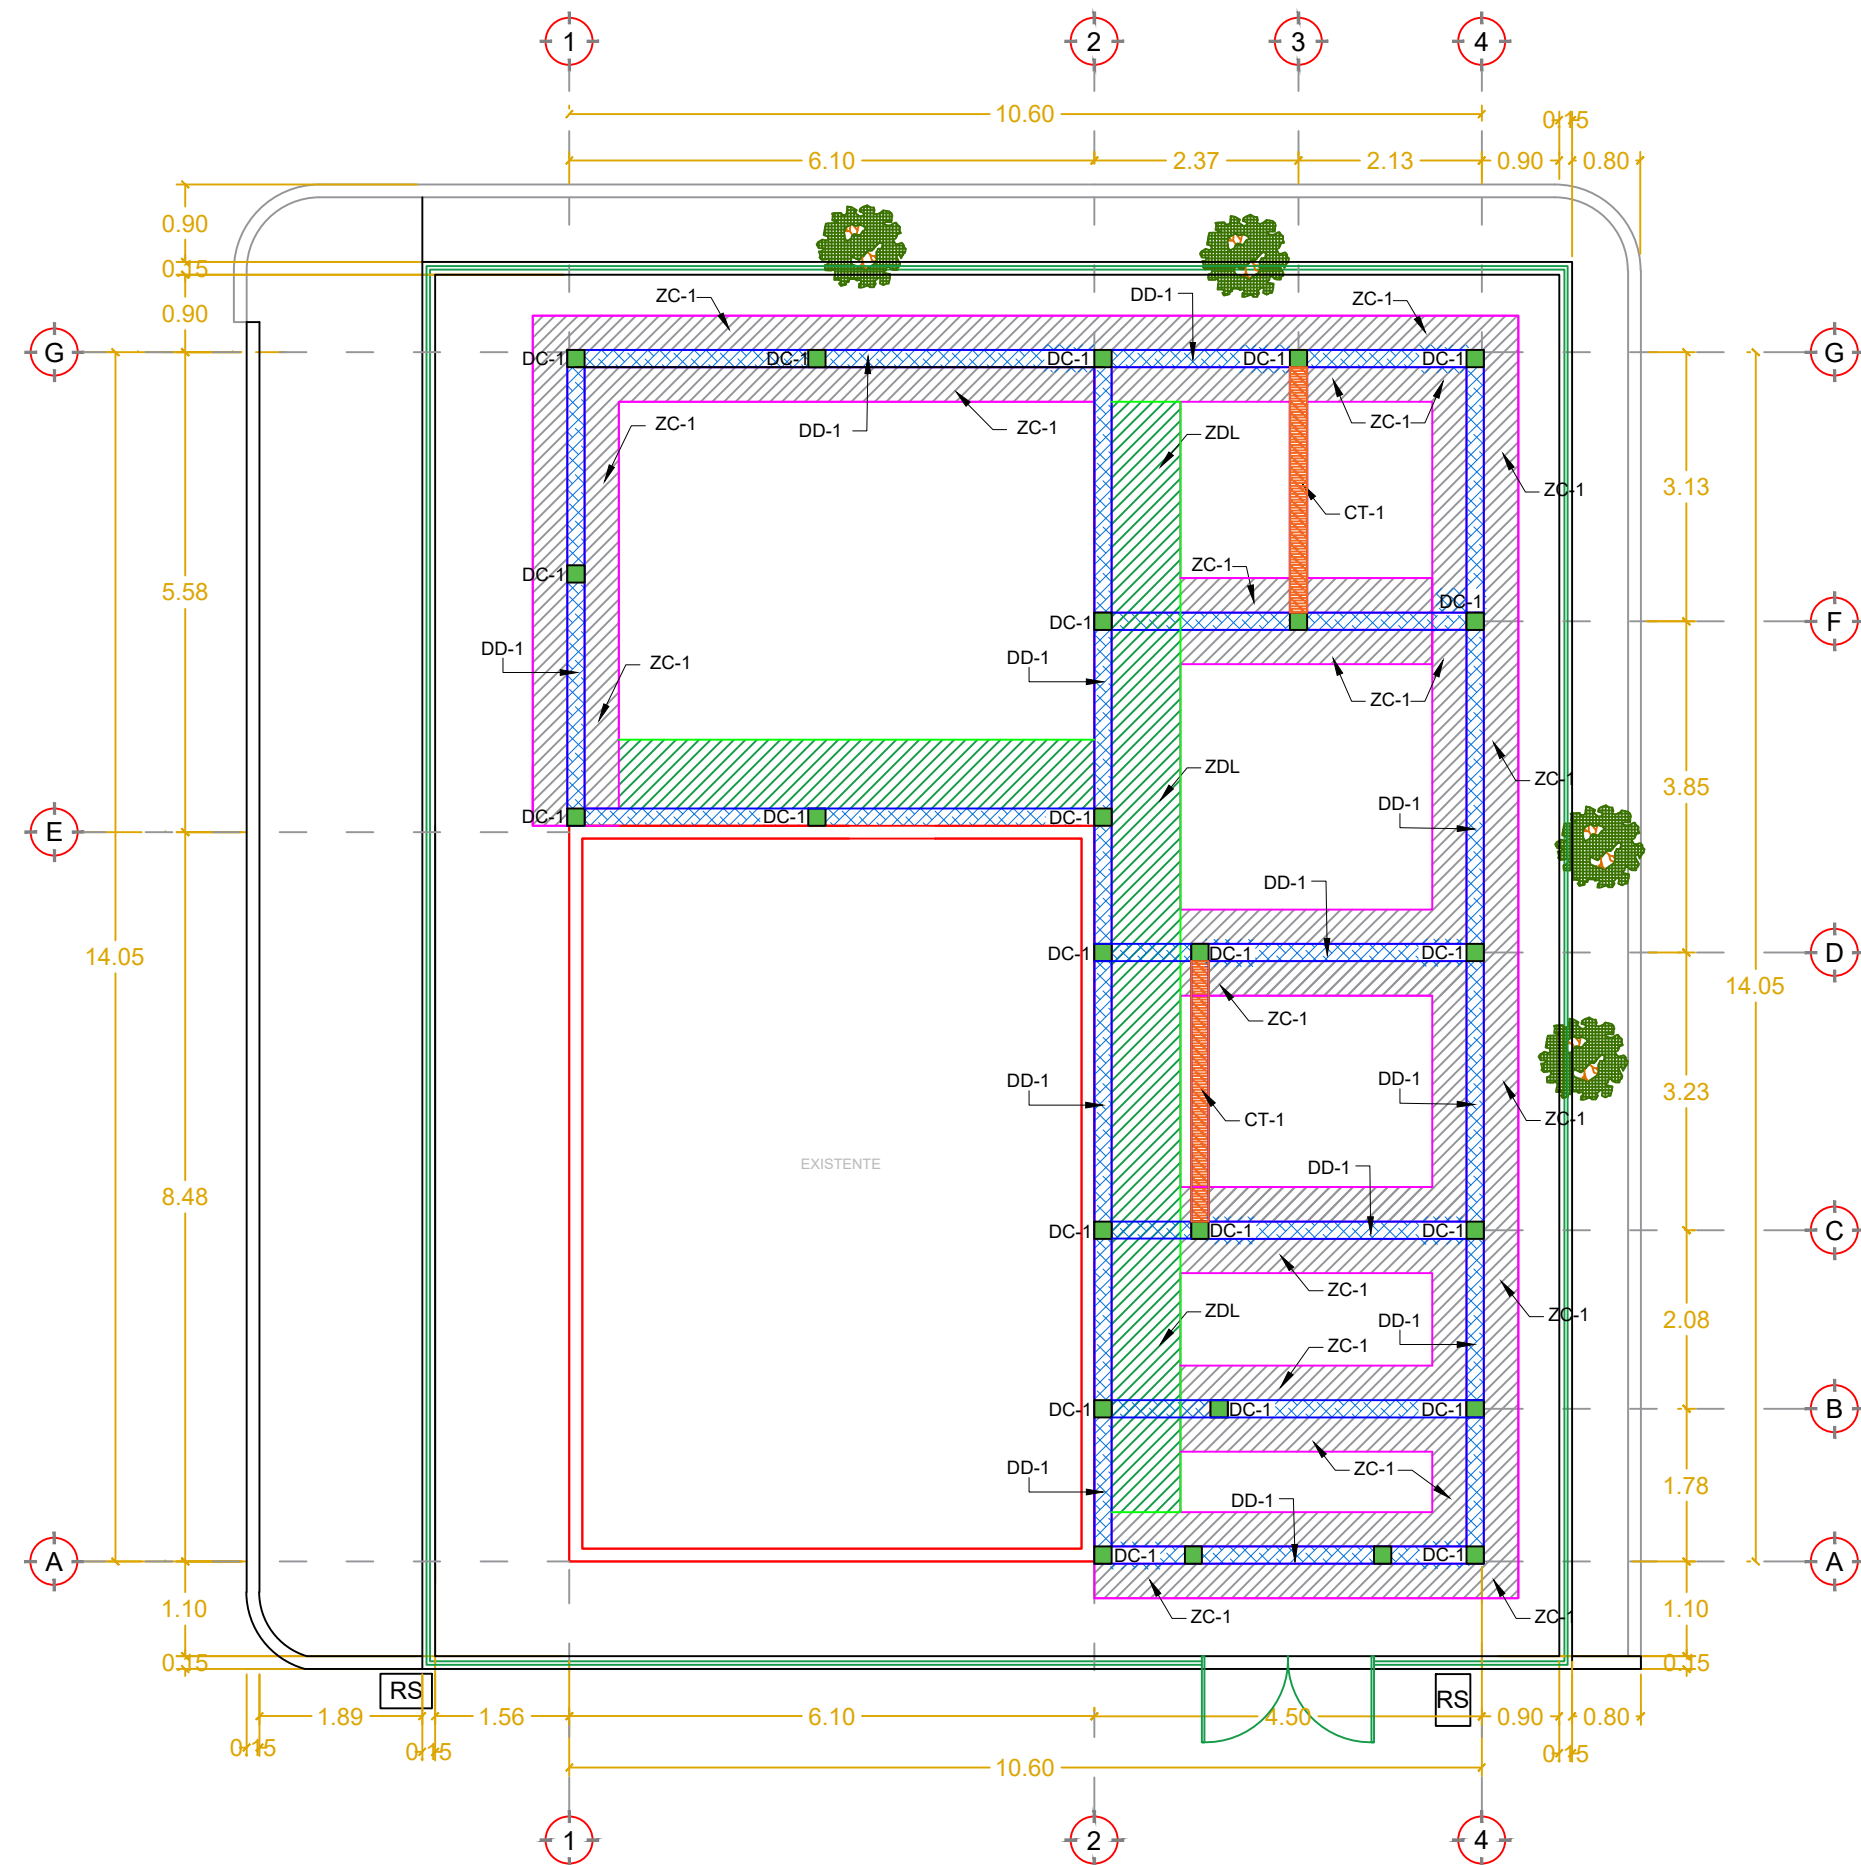 1 2 3 4
10.60 0.15
6.10 2.37 2.13 0.90 0.80
0.90
0.15
0.90
ZC-1 DD-1 ZC-1
G DC-1 DC-1 DC-1 DC-1 DC-1 G
ZC-1 DD-1 ZC-1 ZDL ZC-1
3.13
ZC-1
CT-1
ZC-1
DC-1
5.58
DC-1
DC-1 F
DD-1 ZC-1 DD-1
ZC-1
ZDL ZC-1
3.85
DD-1
E DC-1 DC-1 DC-1
DD-1
14.05
DC-1 DC-1 DC-1 D
14.05
ZC-1
DD-1 DD-1
3.23
CT-1 ZC-1
EXISTENTE
DD-1
8.48
DC-1 DC-1 DC-1 C
ZC-1
ZDL DD-1 ZC-1
2.08
ZC-1
DC-1 DC-1 DC-1 B
DD-1 ZC-1
1.78
DD-1
A DC-1 DC-1 A
1.10 ZC-1 ZC-1 1.10
0.15 0.15
RS RS
1.89 1.56 6.10 4.50 0.90 0.80
0.15 0.15 0.15
10.60
1 2 4